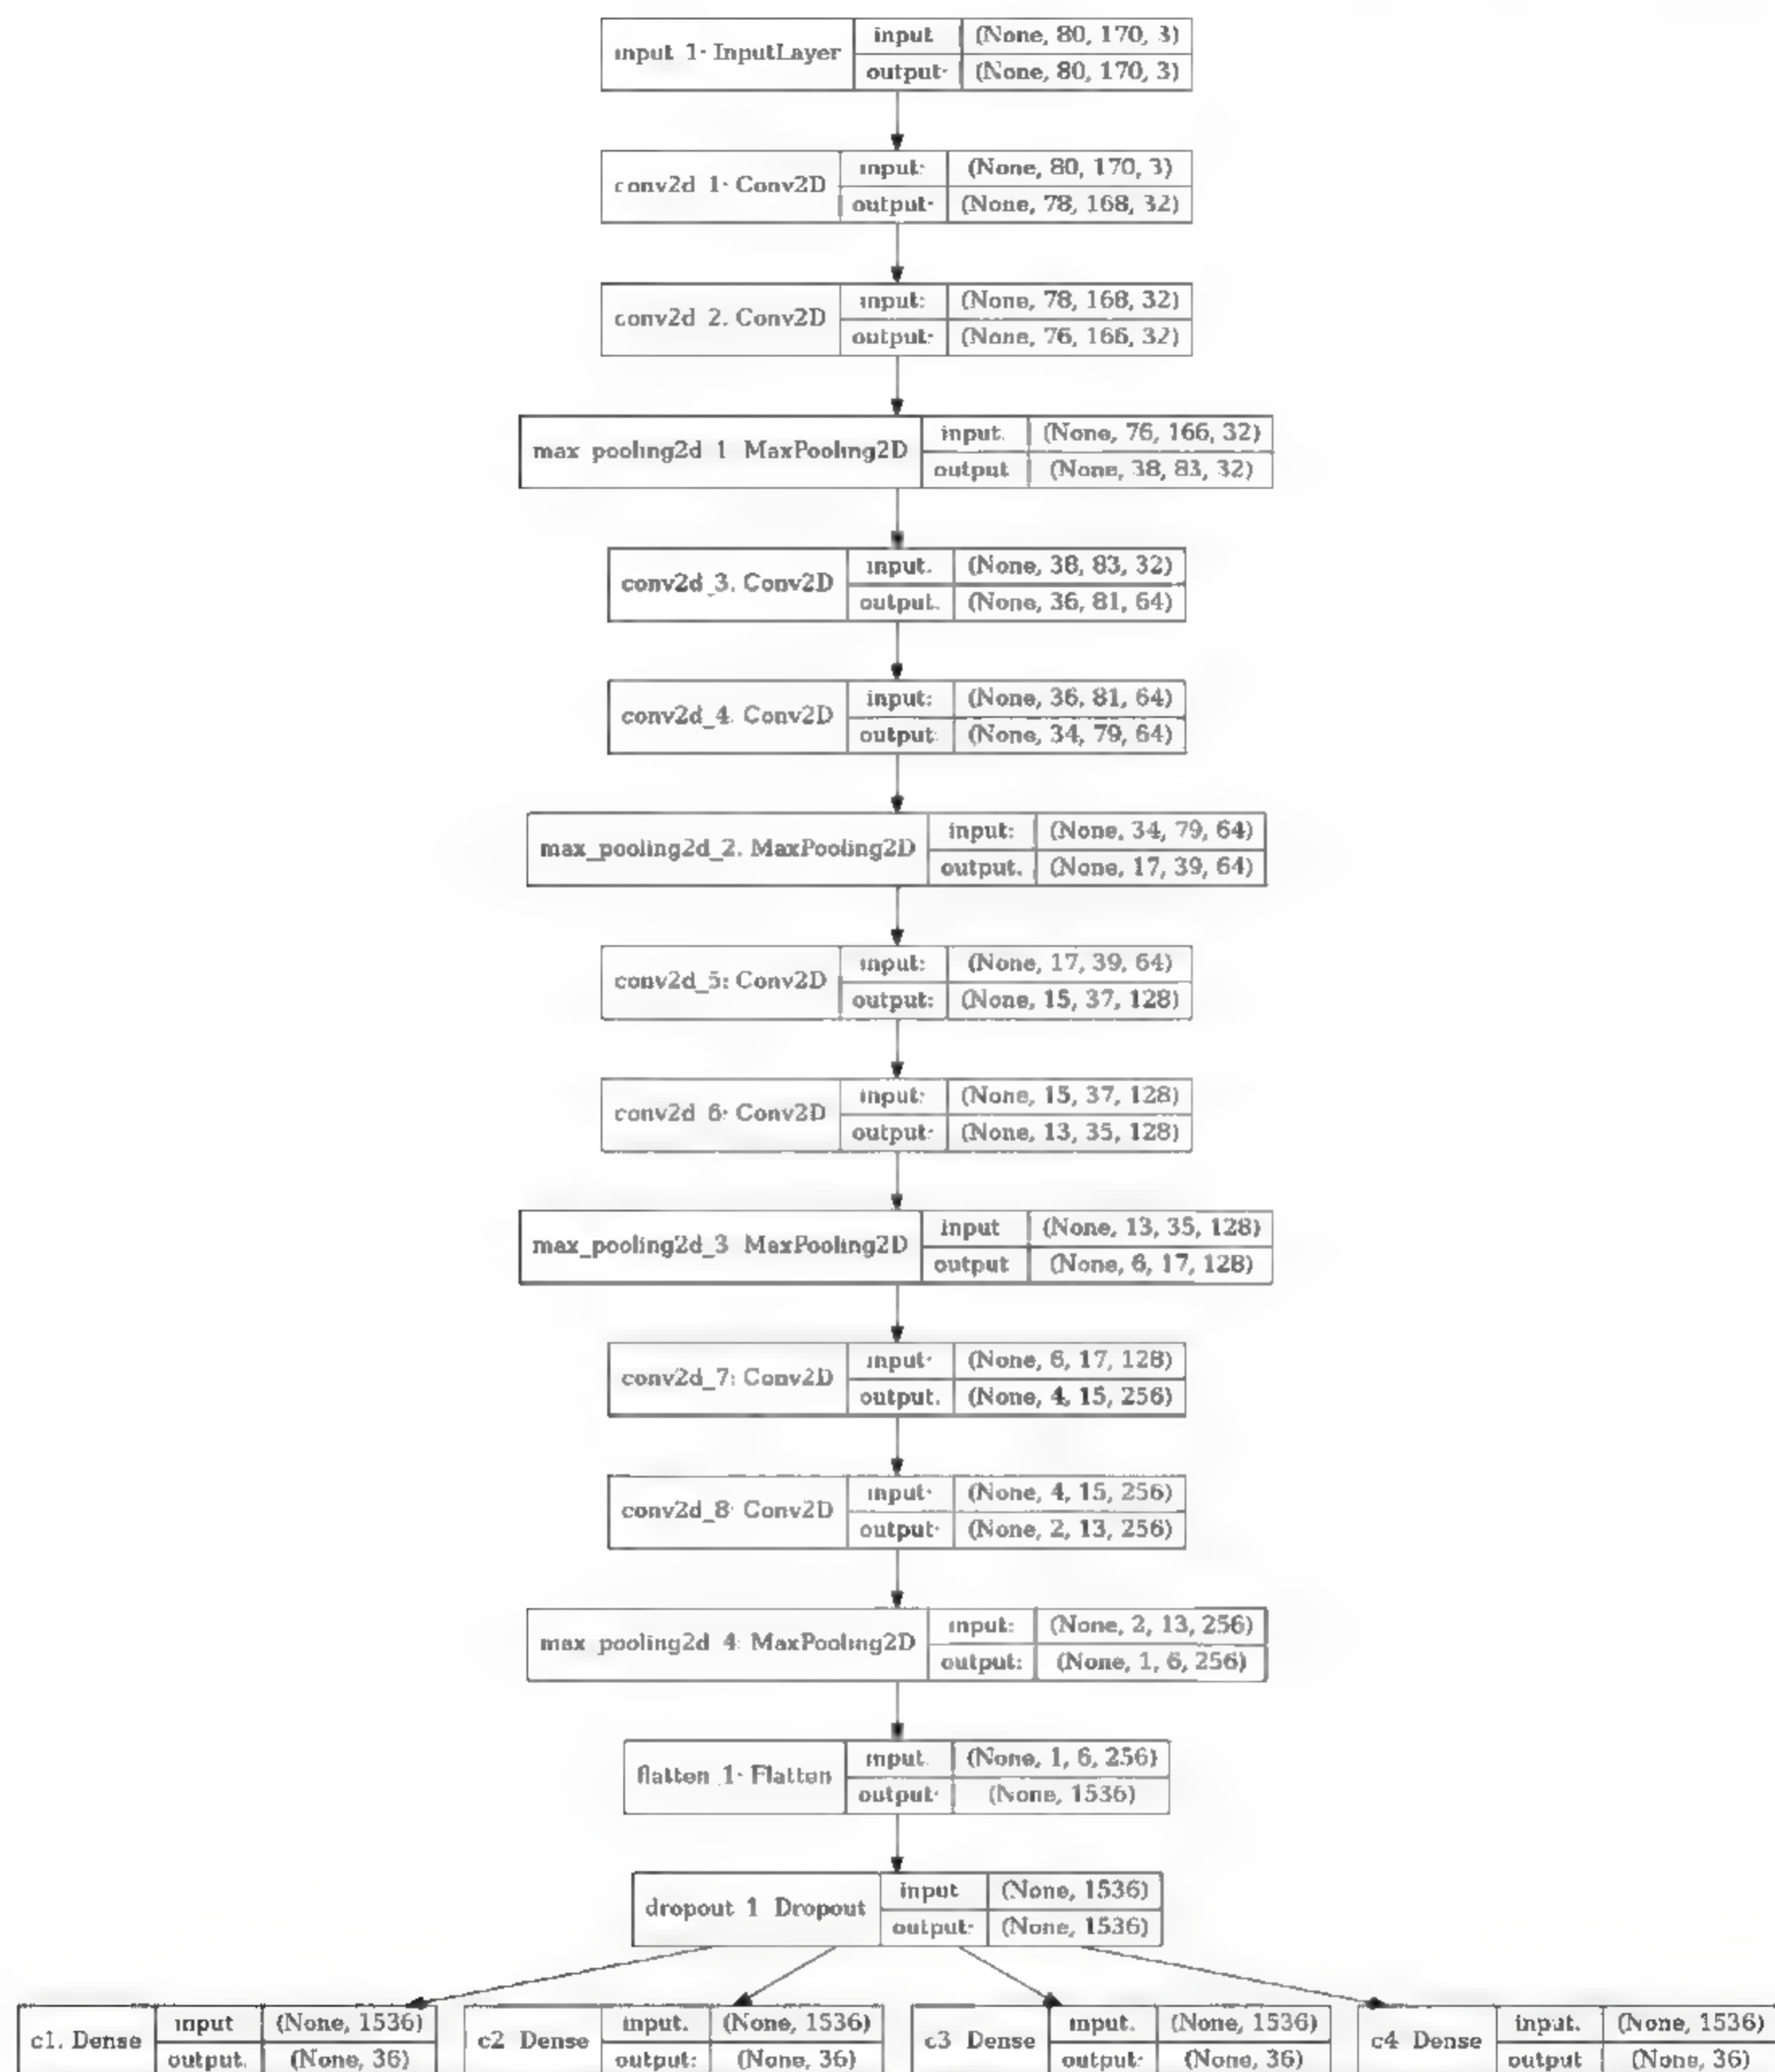 input 1: InputLayer
input (None, 80, 170, 3)
output: (None, 80, 170, 3)
conv2d 1: Conv2D
input: (None, 80, 170, 3)
output: (None, 78, 168, 32)
conv2d 2: Conv2D
input: (None, 78, 168, 32)
output: (None, 76, 166, 32)
max pooling2d 1 MaxPooling2D
input: (None, 76, 166, 32)
output (None, 38, 83, 32)
conv2d_3: Conv2D
input: (None, 38, 83, 32)
output: (None, 36, 81, 64)
conv2d_4: Conv2D
input: (None, 36, 81, 64)
output: (None, 34, 79, 64)
max_pooling2d_2: MaxPooling2D
input: (None, 34, 79, 64)
output: (None, 17, 39, 64)
conv2d_5: Conv2D
input: (None, 17, 39, 64)
output: (None, 15, 37, 128)
conv2d 6: Conv2D
input: (None, 15, 37, 128)
output: (None, 13, 35, 128)
max_pooling2d_3 MaxPooling2D
input (None, 13, 35, 128)
output (None, 6, 17, 128)
conv2d_7: Conv2D
input: (None, 6, 17, 128)
output: (None, 4, 15, 256)
conv2d_8: Conv2D
input: (None, 4, 15, 256)
output: (None, 2, 13, 256)
max pooling2d 4: MaxPooling2D
input: (None, 2, 13, 256)
output: (None, 1, 6, 256)
flatten_1: Flatten
input: (None, 1, 6, 256)
output: (None, 1536)
dropout 1 Dropout
input (None, 1536)
output: (None, 1536)
c1: Dense
input (None, 1536)
output: (None, 36)
c2 Dense
input: (None, 1536)
output: (None, 36)
c3 Dense
input: (None, 1536)
output: (None, 36)
c4 Dense
input: (None, 1536)
output (None, 36)